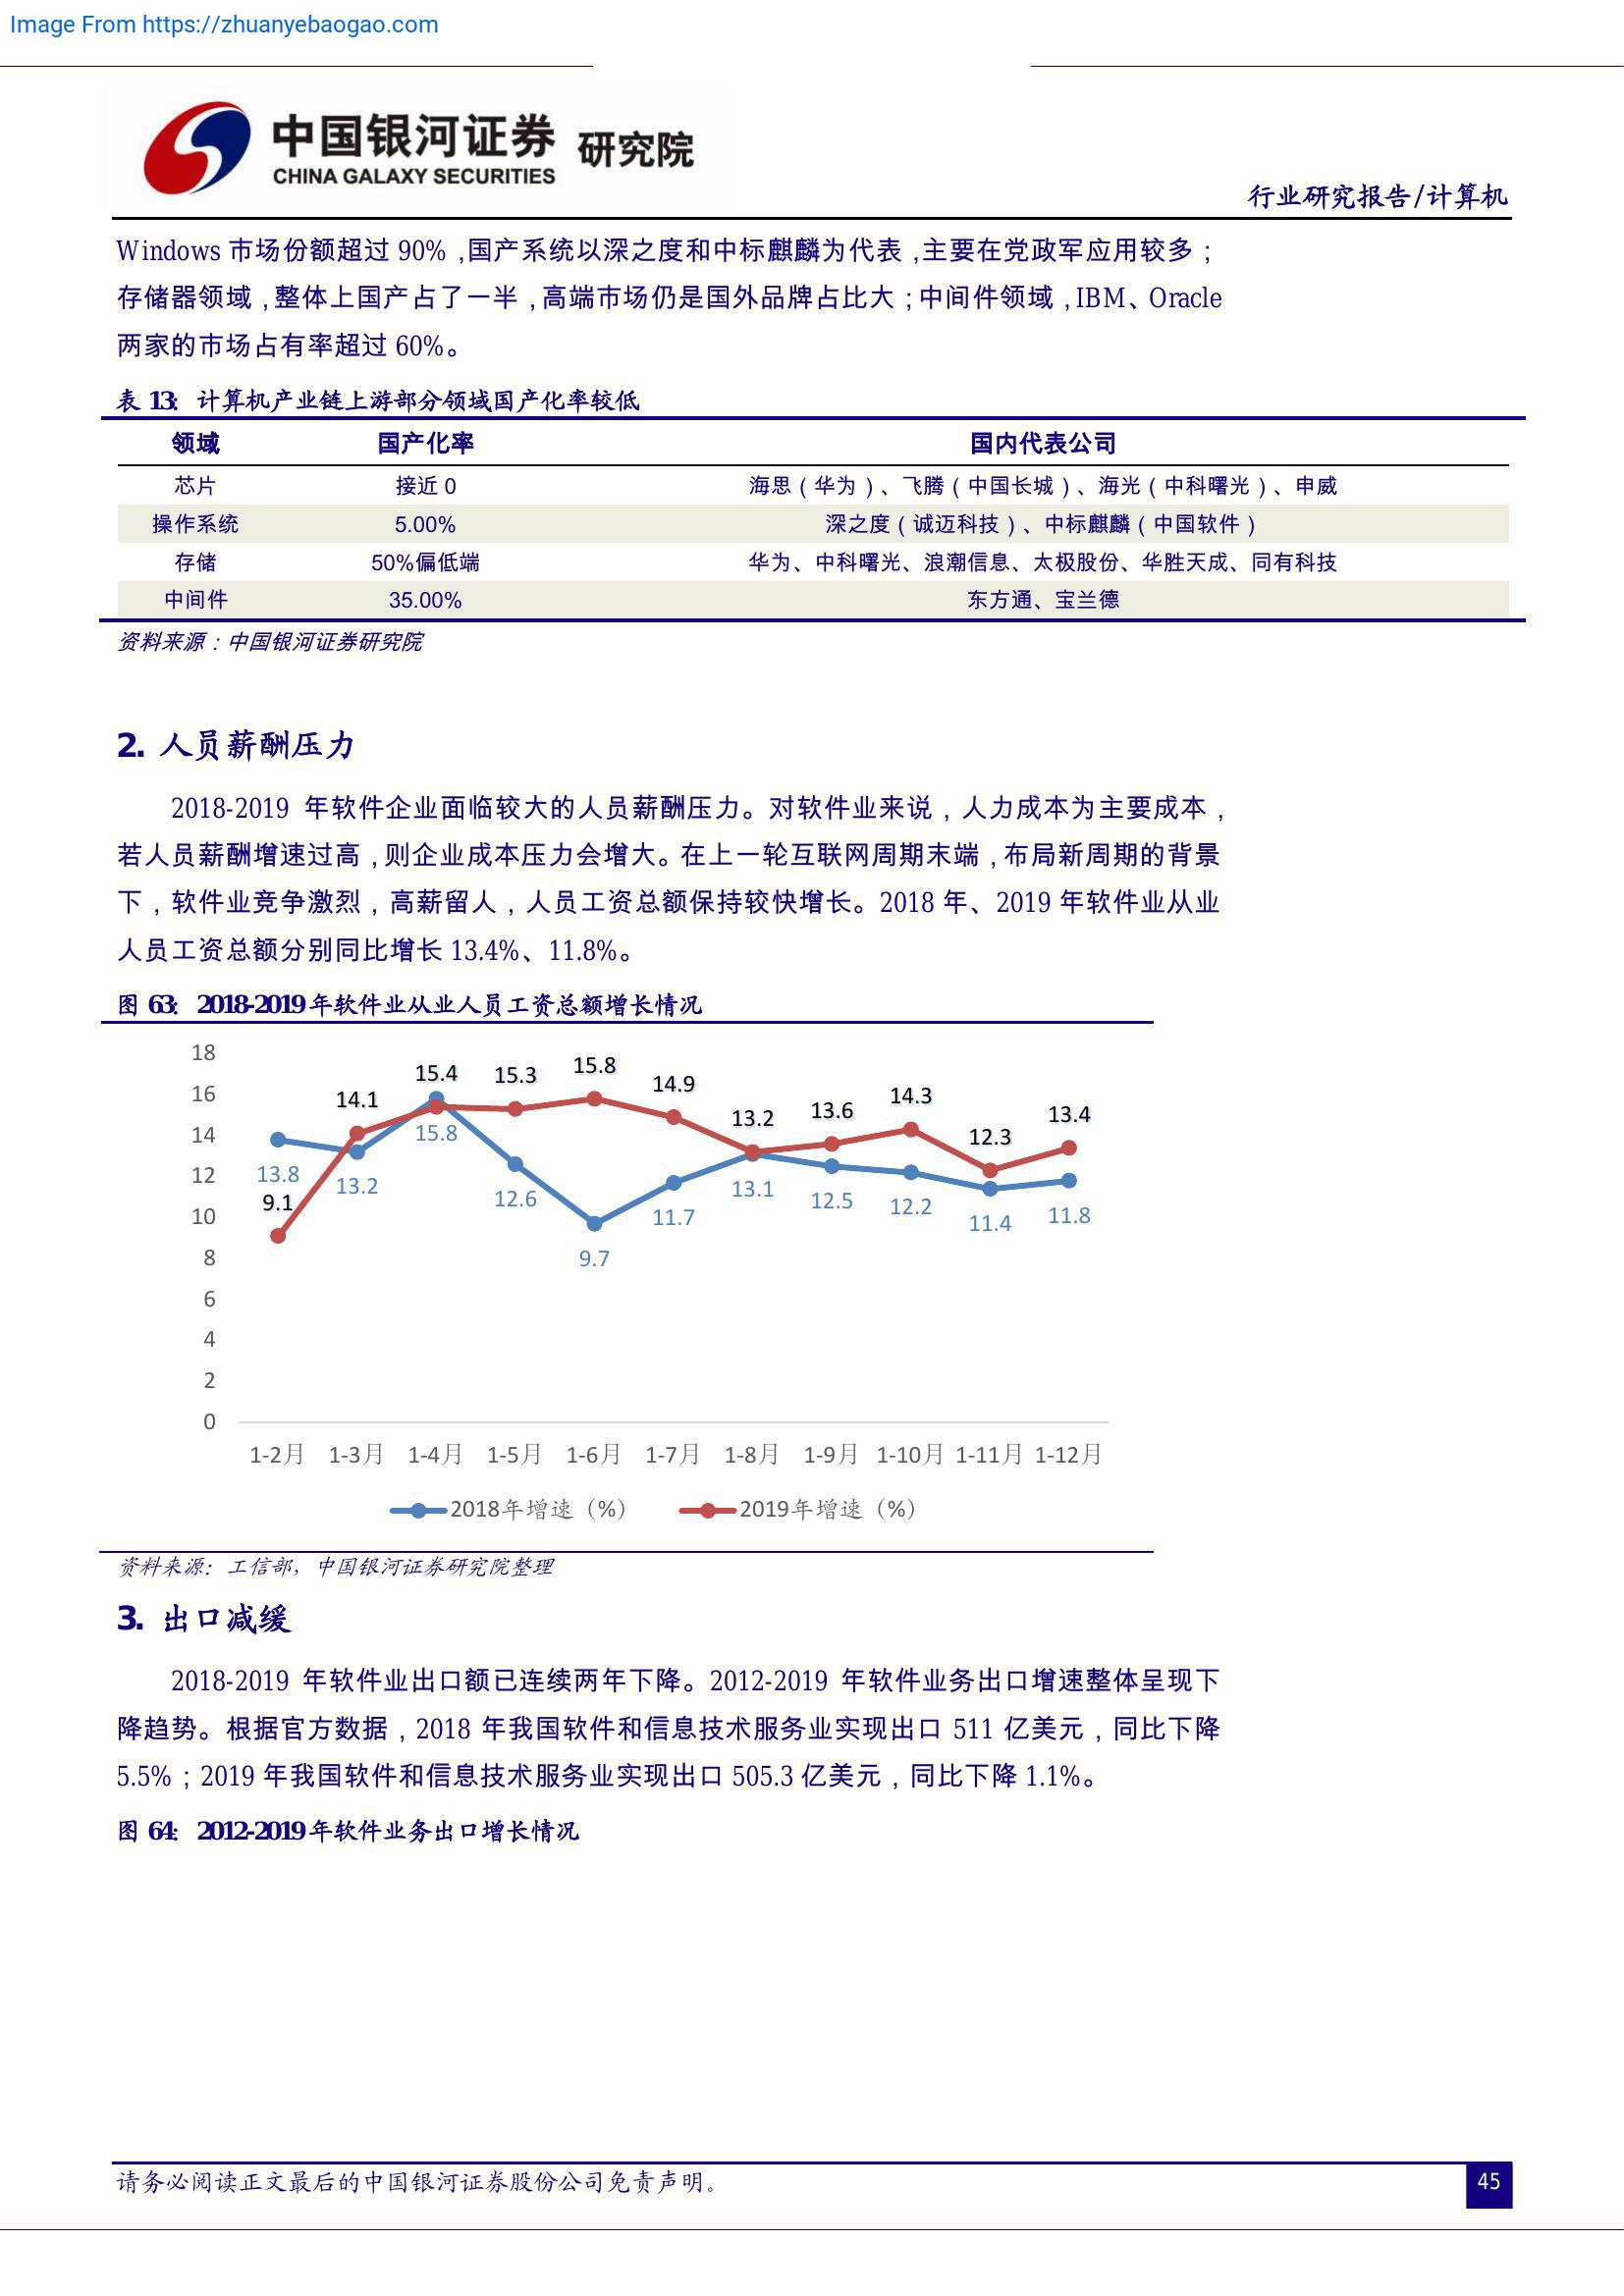 Image From https://zhuanyebaogao.com
中国银河证券 研究院
CHINA GALAXY SECURITIES
行业研究报告/计算机
Windows 市场份额超过 90%，国产系统以深之度和中标麒麟为代表，主要在党政军应用较多；
存储器领域，整体上国产占了一半，高端市场仍是国外品牌占比大；中间件领域，IBM、Oracle
两家的市场占有率超过 60%。
表 13: 计算机产业链上游部分领域国产化率较低
领域 国产化率 国内代表公司
芯片 接近 0 海思（华为）、飞腾（中国长城）、海光（中科曙光）、申威
操作系统 5.00% 深之度（诚迈科技）、中标麒麟（中国软件）
存储 50%偏低端 华为、中科曙光、浪潮信息、太极股份、华胜天成、同有科技
中间件 35.00% 东方通、宝兰德
资料来源：中国银河证券研究院
2. 人员薪酬压力
2018-2019 年软件企业面临较大的人员薪酬压力。对软件业来说，人力成本为主要成本，
若人员薪酬增速过高，则企业成本压力会增大。在上一轮互联网周期末端，布局新周期的背景
下，软件业竞争激烈，高薪留人，人员工资总额保持较快增长。2018 年、2019 年软件业从业
人员工资总额分别同比增长 13.4%、11.8%。
图 63: 2018-2019 年软件业从业人员工资总额增长情况
18
16
14
12
10
8
6
4
2
0
9.1 14.1 15.4 15.3 15.8 14.9 13.2 13.6 14.3 12.3 13.4
13.8 13.2 15.8 12.6 9.7 11.7 13.1 12.5 12.2 11.4 11.8
1-2月 1-3月 1-4月 1-5月 1-6月 1-7月 1-8月 1-9月 1-10月 1-11月 1-12月
2018年增速（%） 2019年增速（%）
资料来源：工信部，中国银河证券研究院整理
3. 出口减缓
2018-2019 年软件业出口额已连续两年下降。2012-2019 年软件业务出口增速整体呈现下
降趋势。根据官方数据，2018 年我国软件和信息技术服务业实现出口 511 亿美元，同比下降
5.5%；2019 年我国软件和信息技术服务业实现出口 505.3 亿美元，同比下降 1.1%。
图 64: 2012-2019 年软件业务出口增长情况
请务必阅读正文最后的中国银河证券股份公司免责声明。
45